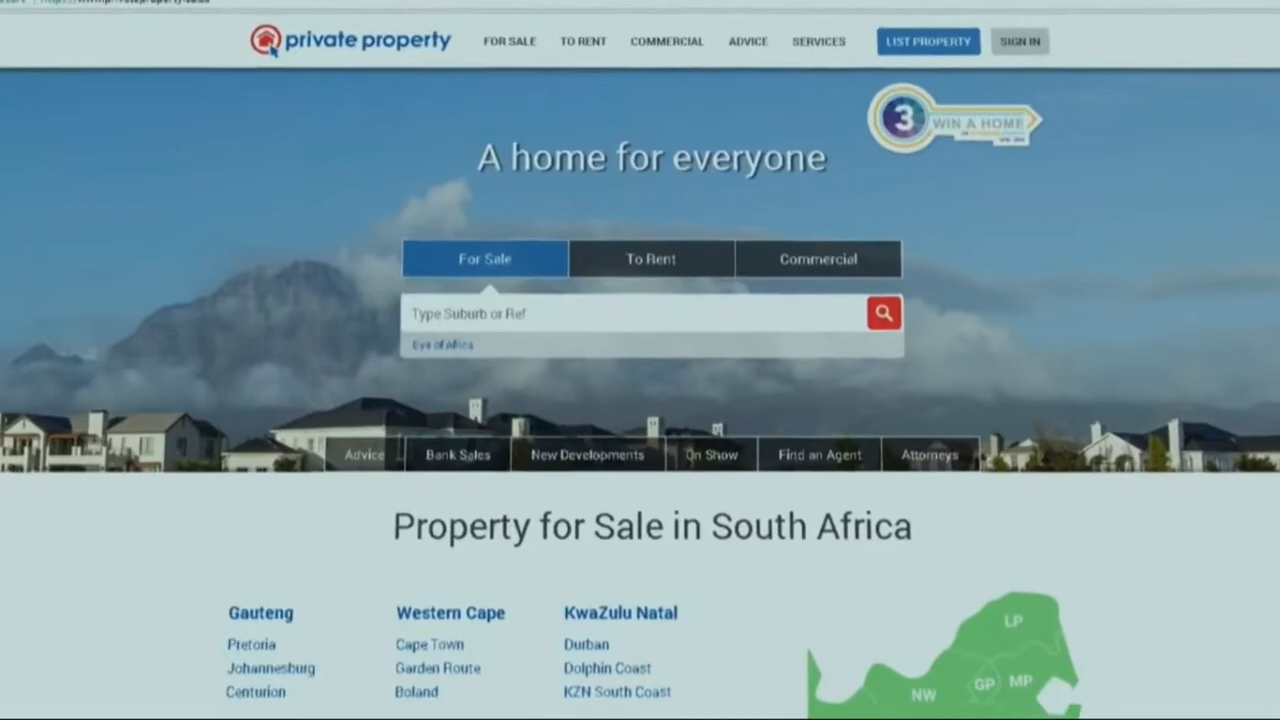 private property
FOR SALE TO RENT COMMERCIAL ADVICE SERVICES LIST PROPERTY SIGN IN
3 WIN A HOME
A home for everyone
For Sale To Rent Commercial
Type Suburb or Ref
Eye of Africa
Advice Bank Sales New Developments On Show Find an Agent Attorneys
Property for Sale in South Africa
Gauteng Western Cape KwaZulu Natal
Pretoria Cape Town Durban
Johannesburg Garden Route Dolphin Coast
Centurion Boland KZN South Coast
LP
GP MP
NW